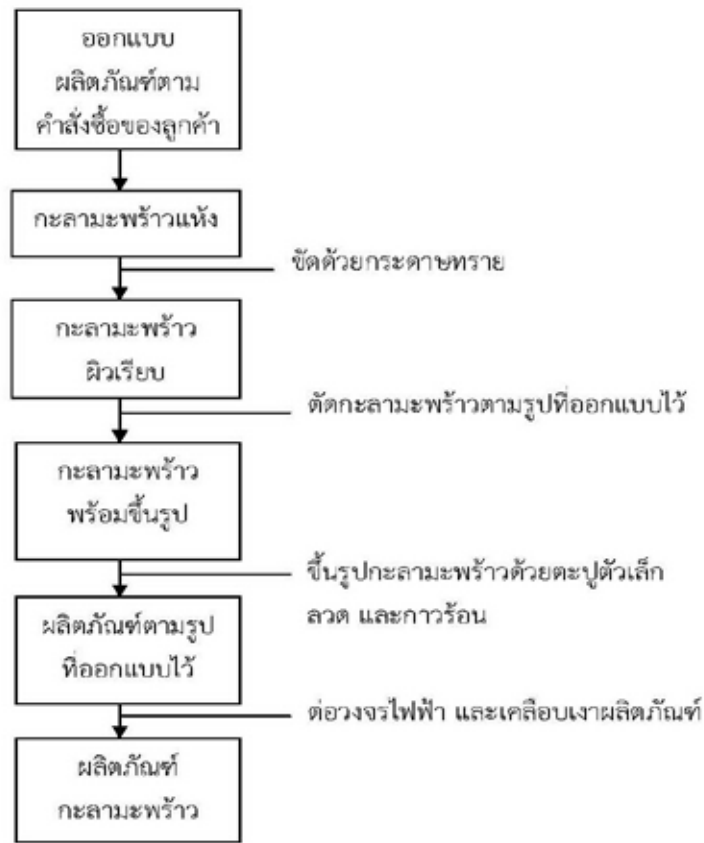 ออกแบบ
ผลิตภัณฑ์ตาม
คำสั่งซื้อของลูกค้า
กะลามะพร้าวแห้ง
ขัดด้วยกระดาษทราย
กะลามะพร้าว
ผิวเรียบ
ตัดกะลามะพร้าวตามรูปที่ออกแบบไว้
กะลามะพร้าว
พร้อมขึ้นรูป
ขึ้นรูปกะลามะพร้าวด้วยตะปูตัวเล็ก
ลวด และกาวร้อน
ผลิตภัณฑ์ตามรูป
ที่ออกแบบไว้
ต่อวงจรไฟฟ้า และเคลือบเงาผลิตภัณฑ์
ผลิตภัณฑ์
กะลามะพร้าว